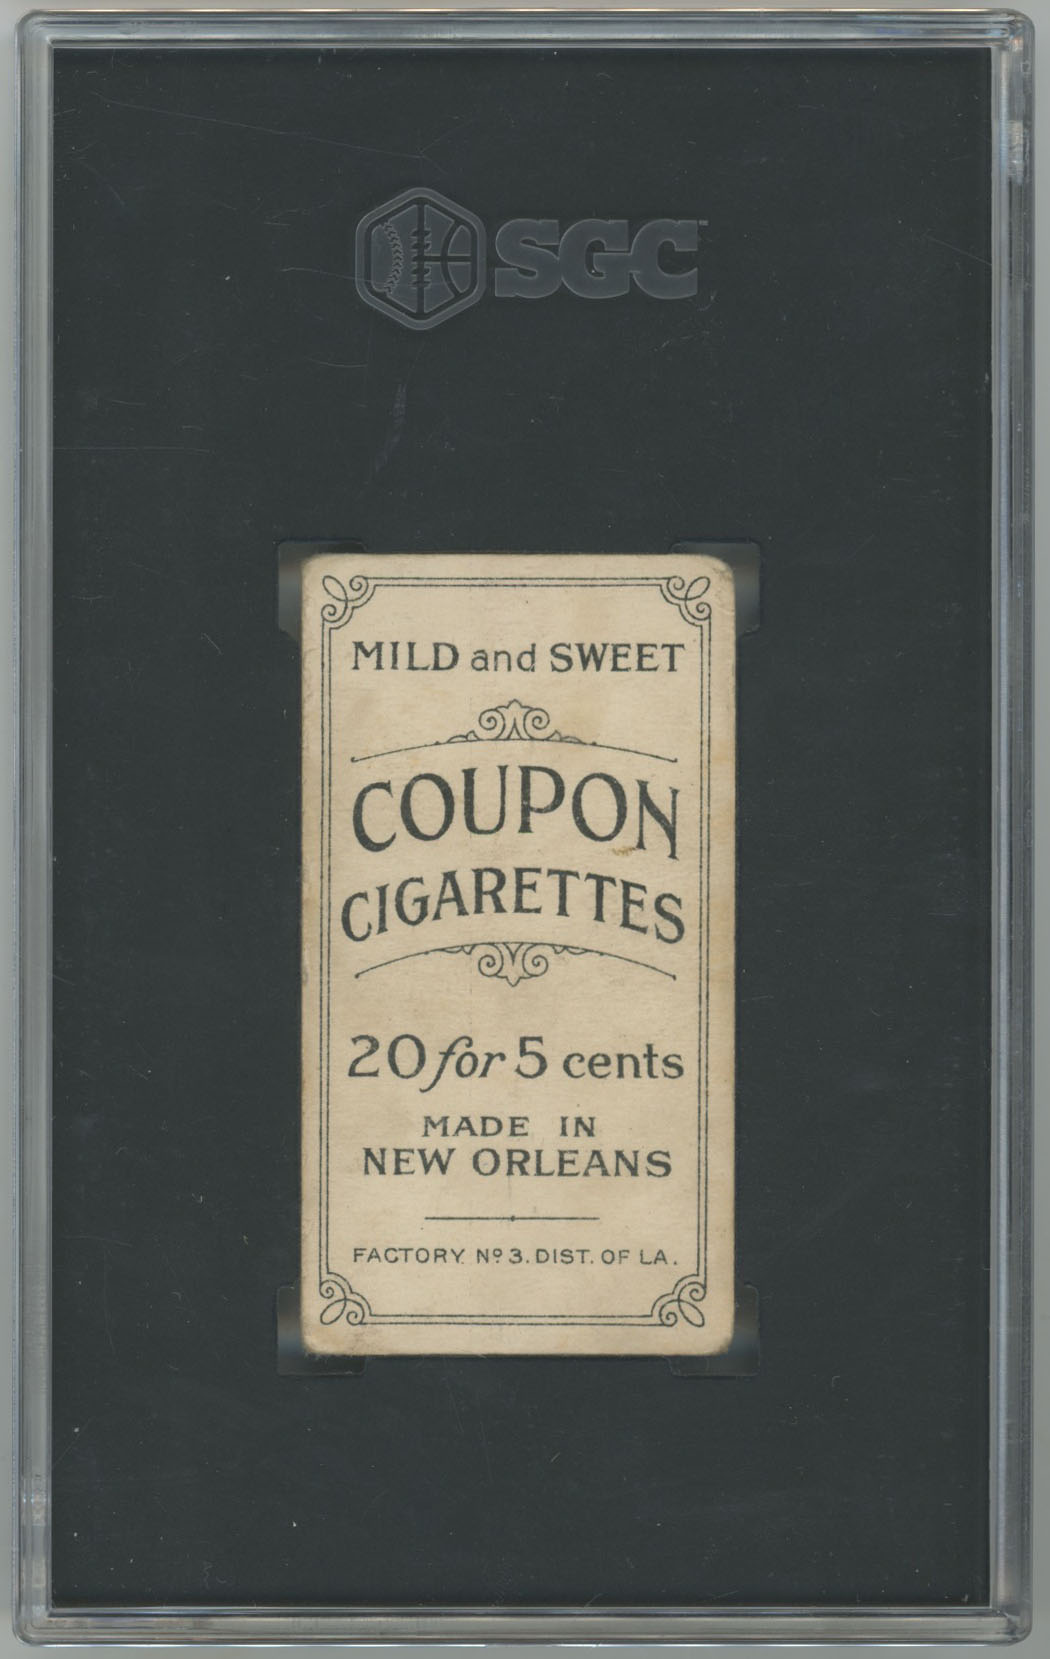 SGC
MILD and SWEET
COUPON
CIGARETTES
20 for 5 cents
MADE IN
NEW ORLEANS
FACTORY Nº 3. DIST. OF LA.